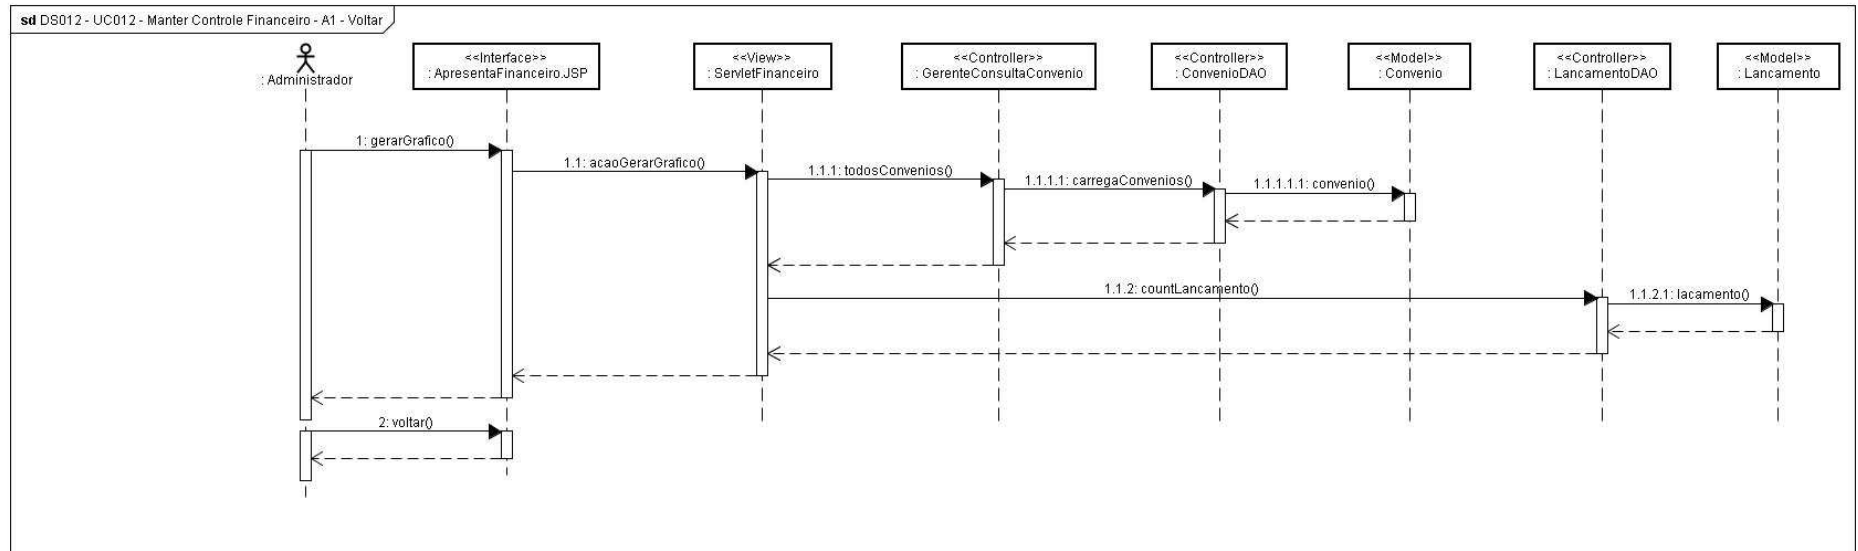 sd DS012 - UC012 - Manter Controle Financeiro - A1 - Voltar
: Administrador
<<Interface>>
: ApresentaFinanceiro.JSP
<<View>>
: ServletFinanceiro
<<Controller>>
: GerenteConsultaConvenio
<<Controller>>
: ConvenioDAO
<<Model>>
: Convenio
<<Controller>>
: LancamentoDAO
<<Model>>
: Lancamento
1: gerarGrafico()
1.1: acaoGerarGrafico()
1.1.1: todosConvenios()
1.1.1.1: carregaConvenios()
1.1.1.1.1: convenio()
1.1.2: countLancamento()
1.1.2.1: lacamento()
2: voltar()